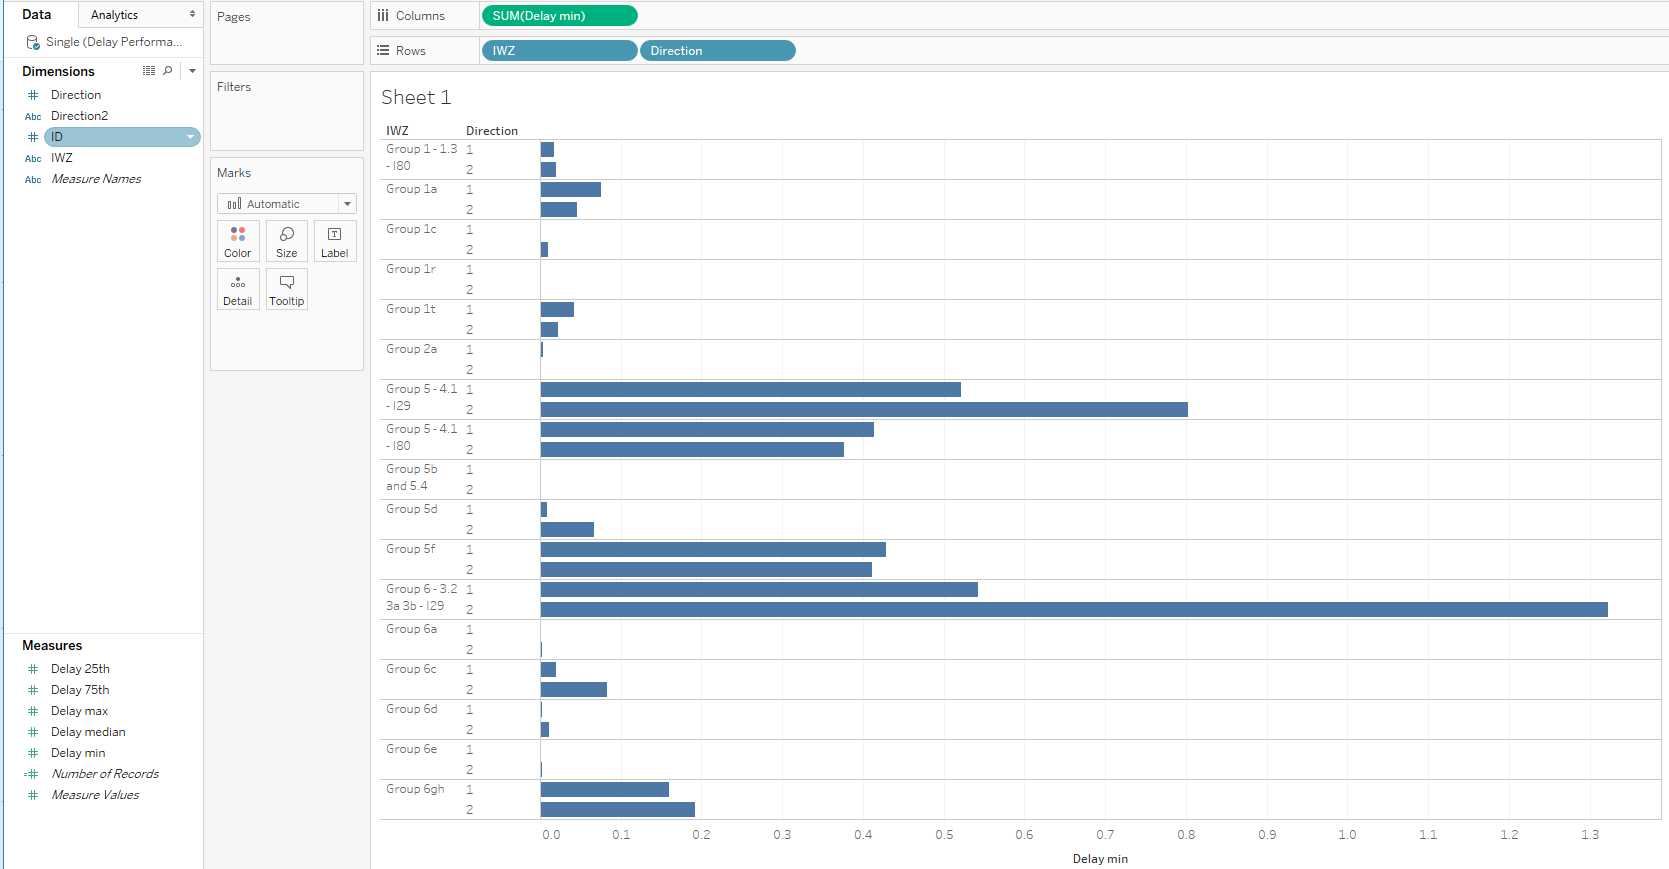 Data
Analytics
Single (Delay Performa...
Dimensions
Direction
Abc Direction2
ID
Abc IWZ
Abc Measure Names
Measures
Delay 25th
Delay 75th
Delay max
Delay median
Delay min
Number of Records
Measure Values
Pages
Filters
Marks
Automatic
Color Size Label
Detail Tooltip
Columns SUM(Delay min)
Rows IWZ Direction
Sheet 1
IWZ Direction
Group 1 - 1.3 1
- I80
2
Group 1a 1
2
Group 1c 1
2
Group 1r 1
2
Group 1t 1
2
Group 2a 1
2
Group 5 - 4.1 1
- I29
2
Group 5 - 4.1 1
- I80
2
Group 5b 1
and 5.4
2
Group 5d 1
2
Group 5f 1
2
Group 6 - 3.2 1
3a 3b - I29
2
Group 6a 1
2
Group 6c 1
2
Group 6d 1
2
Group 6e 1
2
Group 6gh 1
2
0.0 0.1 0.2 0.3 0.4 0.5 0.6 0.7 0.8 0.9 1.0 1.1 1.2 1.3
Delay min